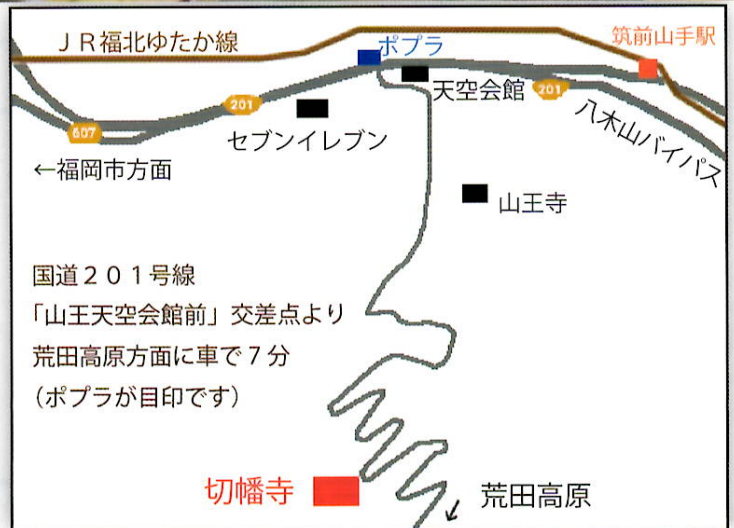 JR福北ゆたか線
ポプラ
筑前山手駅
201
天空会館
201
607
セブンイレブン
八木山バイパス
←福岡市方面
山王寺
国道201号線
「山王天空会館前」交差点より
荒田高原方面に車で7分
(ポプラが目印です)
切幡寺
荒田高原